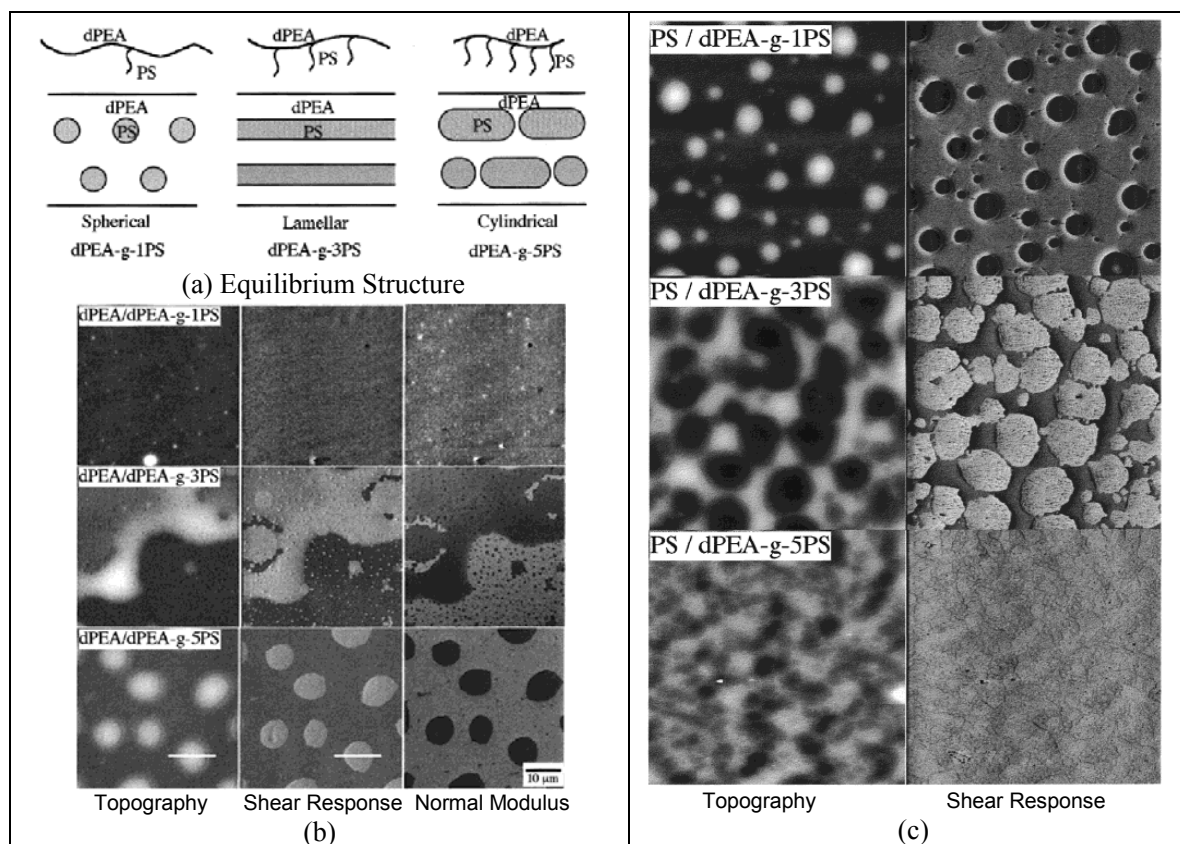 dPEA dPEA dPEA
PS PS PS
dPEA dPEA dPEA
PS PS PS
Spherical Lamellar Cylindrical
dPEA-g-1PS dPEA-g-3PS dPEA-g-5PS
(a) Equilibrium Structure
dPEA/dPEA-g-1PS
dPEA/dPEA-g-3PS
dPEA/dPEA-g-5PS
10 μm
Topography Shear Response Normal Modulus
(b)
PS / dPEA-g-1PS
PS / dPEA-g-3PS
PS / dPEA-g-5PS
Topography Shear Response
(c)